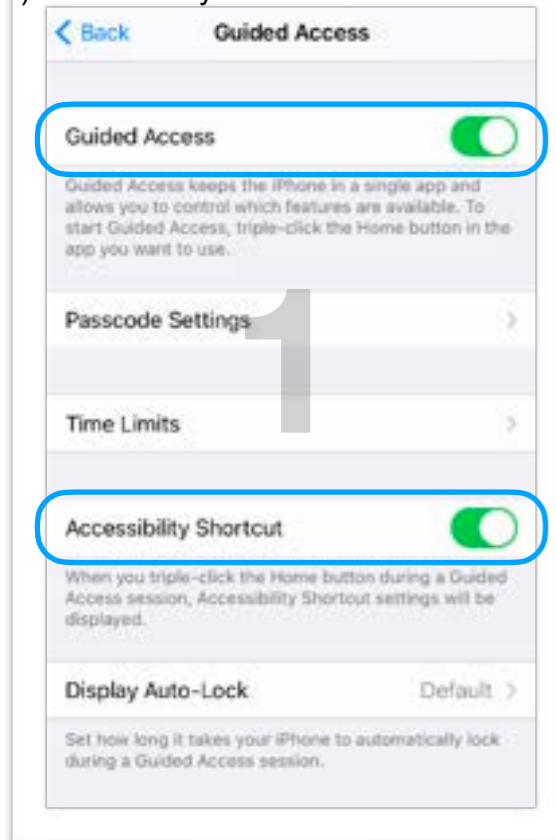 Back Guided Access
Guided Access
Guided Access keeps the iPhone in a single app and
allows you to control which features are available. To
start Guided Access, triple-click the Home button in the
app you want to use.
Passcode Settings
1
Time Limits
Accessibility Shortcut
When you triple-click the Home button during a Guided
Access session, Accessibility Shortcut settings will be
displayed.
Display Auto-Lock Default
Set how long it takes your iPhone to automatically lock
during a Guided Access session.